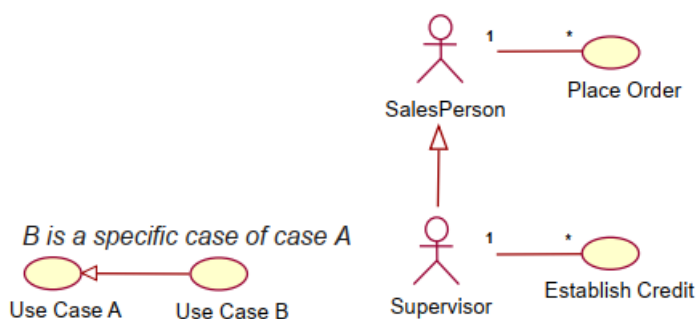 1 *
Place Order
SalesPerson
B is a specific case of case A
1 *
Use Case A Use Case B
Supervisor
Establish Credit